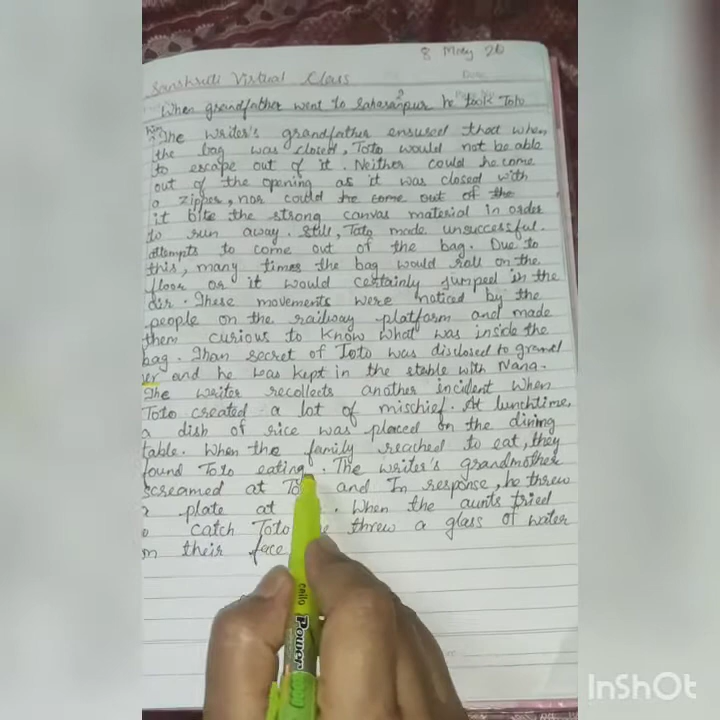 8 May 20
Date
Sanskruti Virtual Class
When grandfather went to Saharanpur he took Toto
The writer's grandfather ensured that when
the bag was closed, Toto would not be able
to escape out of it. Neither could he come
out of the opening as it was closed with
a zipper, nor could he come out of the
it bite the strong canvas material in order
to run away. Still, Toto made unsuccessful
attempts to come out of the bag. Due to
this, many times the bag would roll on the
floor or it would certainly jumped in the
air. These movements were noticed by the
people on the railway platform and made
them curious to know what was inside the
bag. Than secret of Toto was disclosed to grand
er and he was kept in the stable with Nana.
The writer recollects another incident when
Toto created a lot of mischief. At lunchtime,
a dish of rice was placed on the dining
table. When the family reached to eat, they
found Toto eating. The writer's grandmother
screamed at To and In response, he threw
a plate at . When the aunts tried
o catch Toto e threw a glass of water
on their face
cello
Power
InShOt